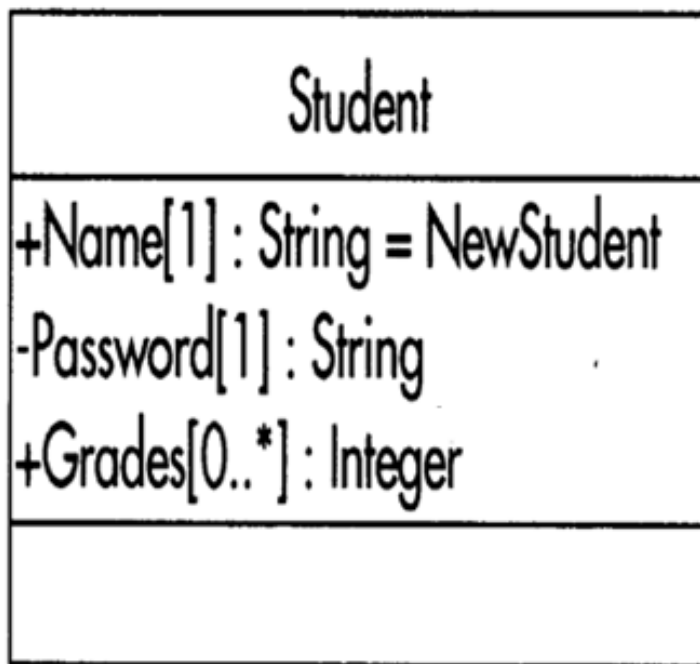 Student
+Name[1] : String = NewStudent
-Password[1] : String
+Grades[0..*] : Integer